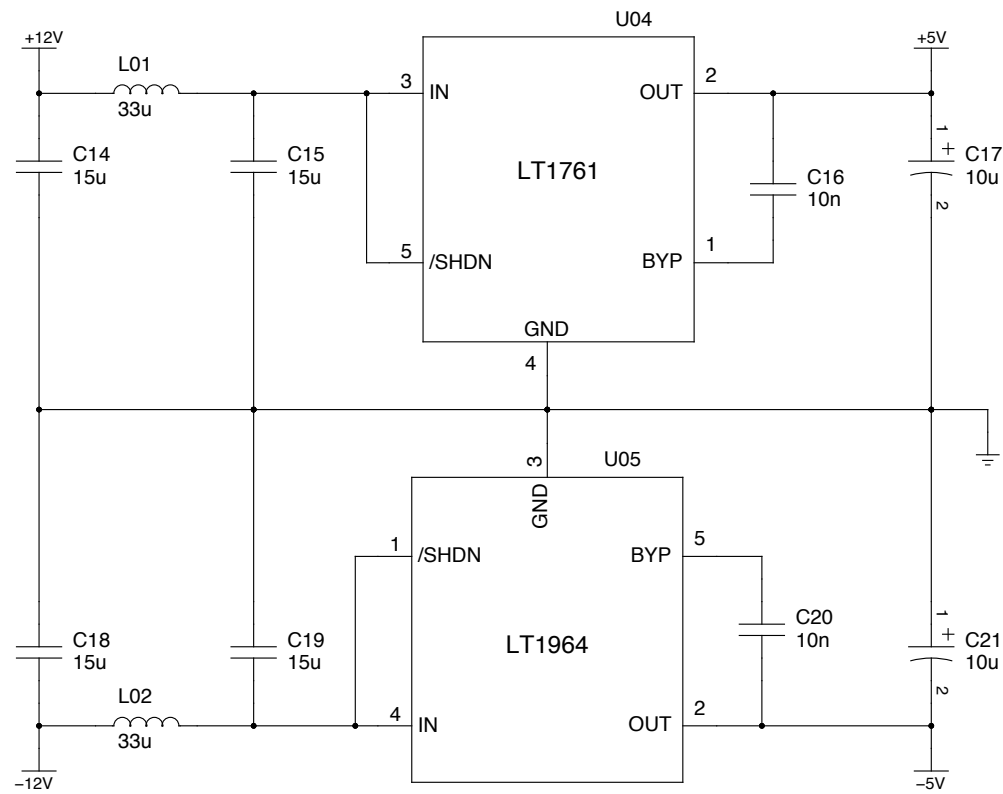 U04
+12V
+5V
L01
33u
3
IN
OUT
2
C14
15u
C15
15u
LT1761
C16
10n
1
+
C17
10u
2
5
/SHDN
BYP
1
GND
4
3
GND
U05
1
/SHDN
BYP
5
C18
15u
C19
15u
LT1964
C20
10n
1
+
C21
10u
2
L02
33u
4
IN
OUT
2
−12V
−5V